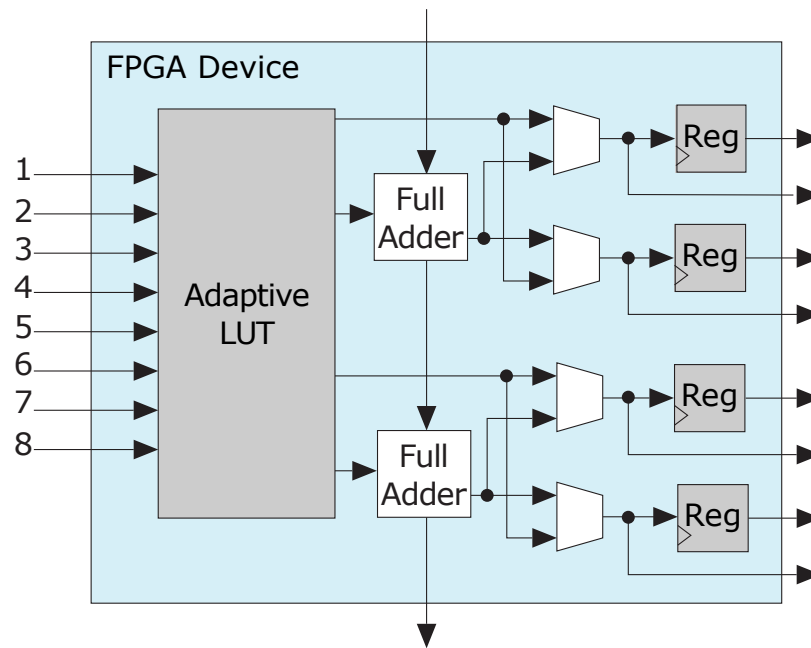 FPGA Device
1
2
3
4
5
6
7
8
Adaptive
LUT
Full
Adder
Full
Adder
Reg
Reg
Reg
Reg